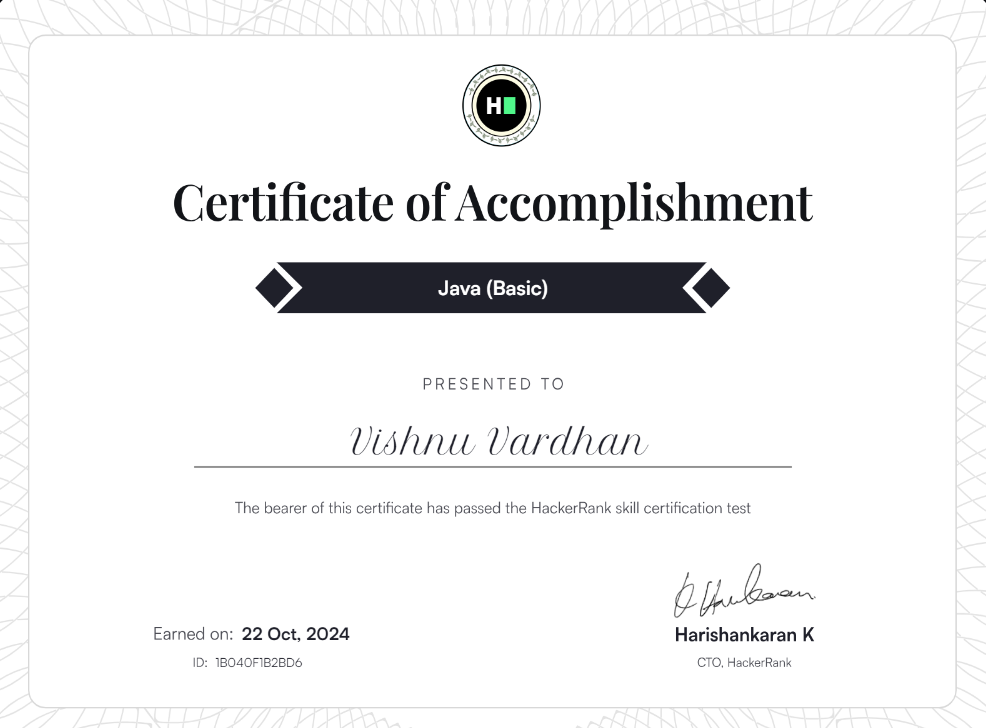 H
Certificate of Accomplishment
Java (Basic)
PRESENTED TO
Vishnu Vardhan
The bearer of this certificate has passed the HackerRank skill certification test
Earned on: 22 Oct, 2024
ID: 1B040F1B2BD6
Harishankaran K
CTO, HackerRank